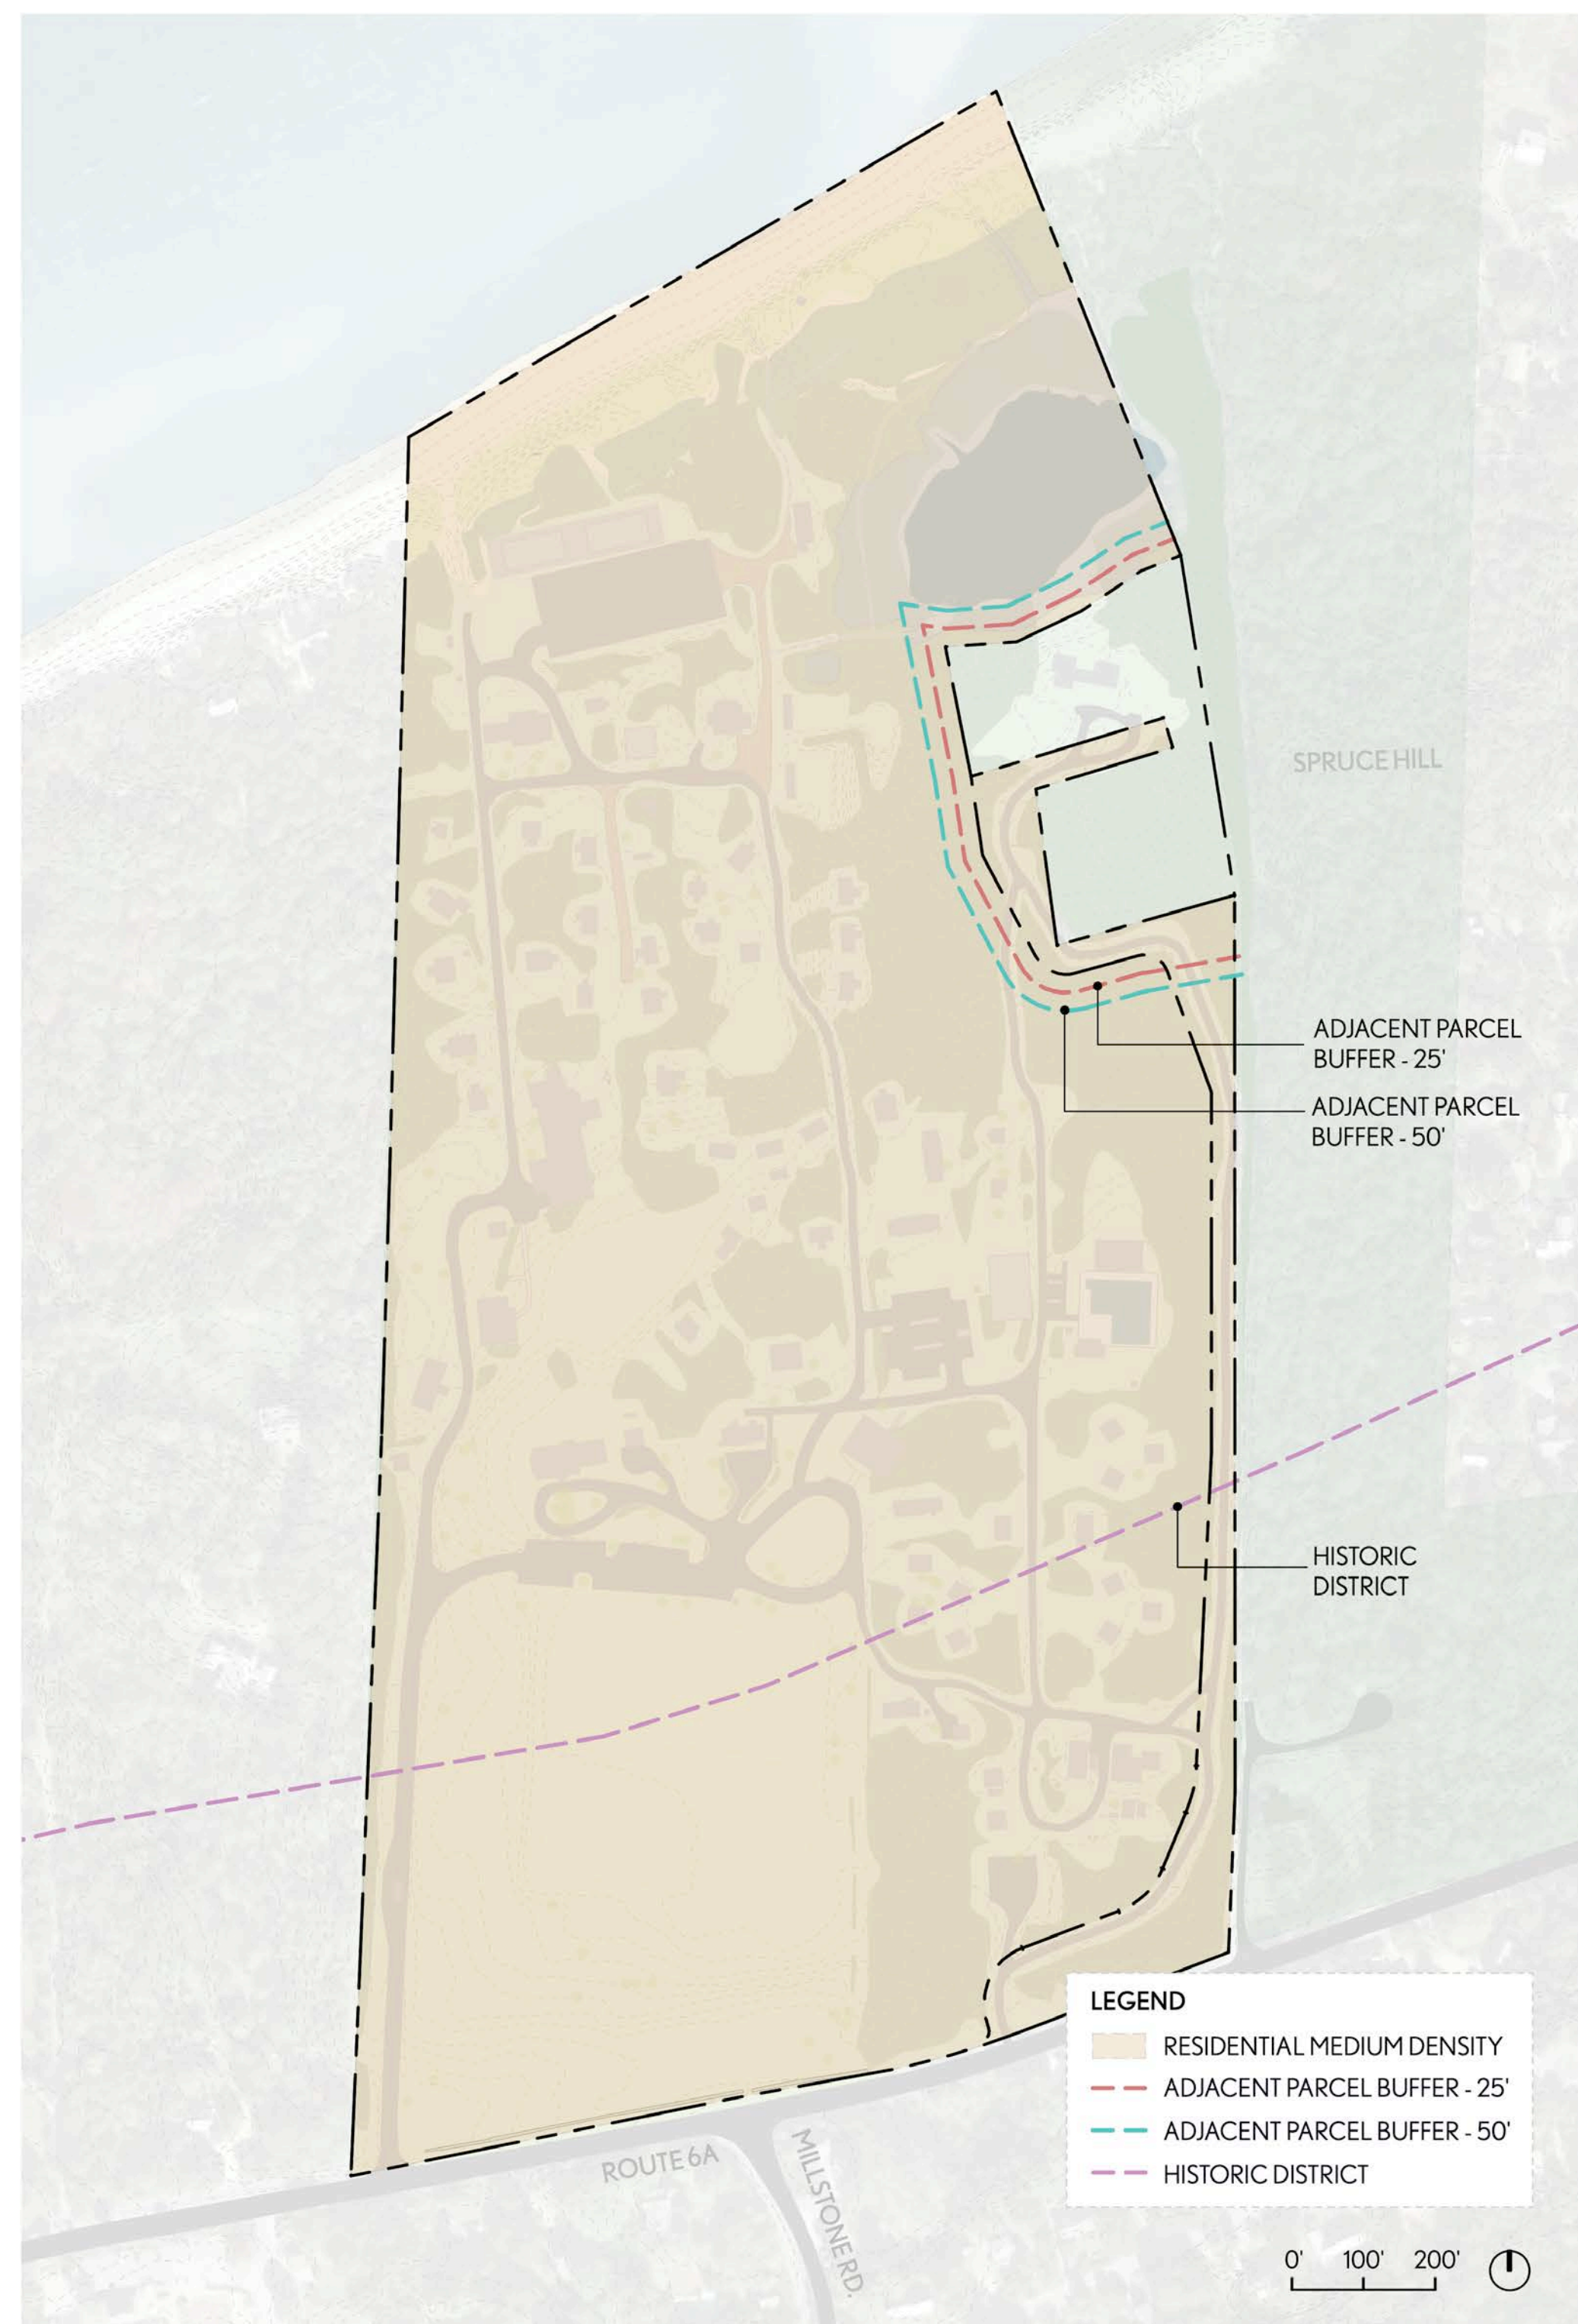 SPRUCE HILL
ADJACENT PARCEL
BUFFER - 25'
ADJACENT PARCEL
BUFFER - 50'
HISTORIC
DISTRICT
ROUTE 6A
MILLSTONE RD.
LEGEND
RESIDENTIAL MEDIUM DENSITY
ADJACENT PARCEL BUFFER - 25'
ADJACENT PARCEL BUFFER - 50'
HISTORIC DISTRICT
0' 100' 200'